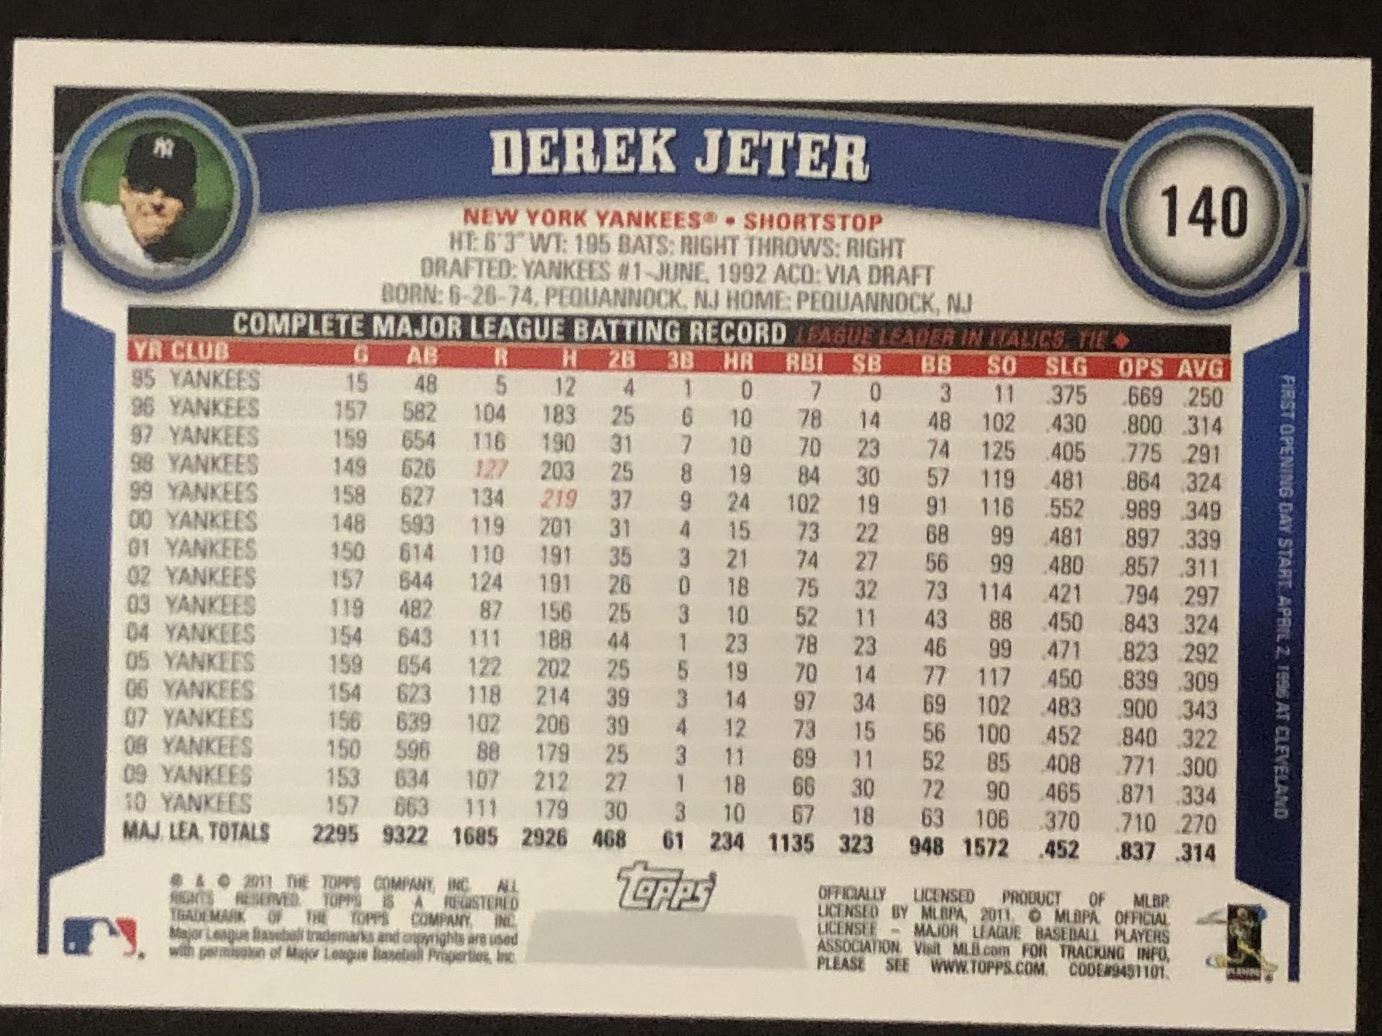 DEREK JETER
140
NEW YORK YANKEES® • SHORTSTOP
HT: 6'3" WT: 195 BATS: RIGHT THROWS: RIGHT
DRAFTED: YANKEES #1-JUNE, 1992 ACQ: VIA DRAFT
BORN: 6-26-74, PEQUANNOCK, NJ HOME: PEQUANNOCK, NJ
COMPLETE MAJOR LEAGUE BATTING RECORD LEAGUE LEADER IN ITALICS, TIE ♦
YR CLUB G AB R H 2B 3B HR RBI SB BB SO SLG OPS AVG
95 YANKEES 15 48 5 12 4 1 0 7 0 3 11 .375 .669 .250
96 YANKEES 157 582 104 183 25 6 10 78 14 48 102 .430 .800 .314
97 YANKEES 159 654 116 190 31 7 10 70 23 74 125 .405 .775 .291
98 YANKEES 149 626 127 203 25 8 19 84 30 57 119 .481 .864 .324
99 YANKEES 158 627 134 219 37 9 24 102 19 91 116 .552 .989 .349
00 YANKEES 148 593 119 201 31 4 15 73 22 68 99 .481 .897 .339
01 YANKEES 150 614 110 191 35 3 21 74 27 56 99 .480 .857 .311
02 YANKEES 157 644 124 191 26 0 18 75 32 73 114 .421 .794 .297
03 YANKEES 119 482 87 156 25 3 10 52 11 43 88 .450 .843 .324
04 YANKEES 154 643 111 188 44 1 23 78 23 46 99 .471 .823 .292
05 YANKEES 159 654 122 202 25 5 19 70 14 77 117 .450 .839 .309
06 YANKEES 154 623 118 214 39 3 14 97 34 69 102 .483 .900 .343
07 YANKEES 156 639 102 206 39 4 12 73 15 56 100 .452 .840 .322
08 YANKEES 150 596 88 179 25 3 11 69 11 52 85 .408 .771 .300
09 YANKEES 153 634 107 212 27 1 18 66 30 72 90 .465 .871 .334
10 YANKEES 157 663 111 179 30 3 10 67 18 63 106 .370 .710 .270
MAJ. LEA. TOTALS 2295 9322 1685 2926 468 61 234 1135 323 948 1572 .452 .837 .314
FIRST OPENING DAY START: APRIL 2, 1996 AT CLEVELAND
® & © 2011 THE TOPPS COMPANY, INC. ALL
RIGHTS RESERVED. TOPPS IS A REGISTERED
TRADEMARK OF THE TOPPS COMPANY, INC.
Major League Baseball trademarks and copyrights are used
with permission of Major League Baseball Properties, Inc.
Topps
OFFICIALLY LICENSED PRODUCT OF MLBP.
LICENSED BY MLBPA, 2011. © MLBPA. OFFICIAL
LICENSEE – MAJOR LEAGUE BASEBALL PLAYERS
ASSOCIATION. Visit MLB.com FOR TRACKING INFO,
PLEASE SEE WWW.TOPPS.COM. CODE#9451101.